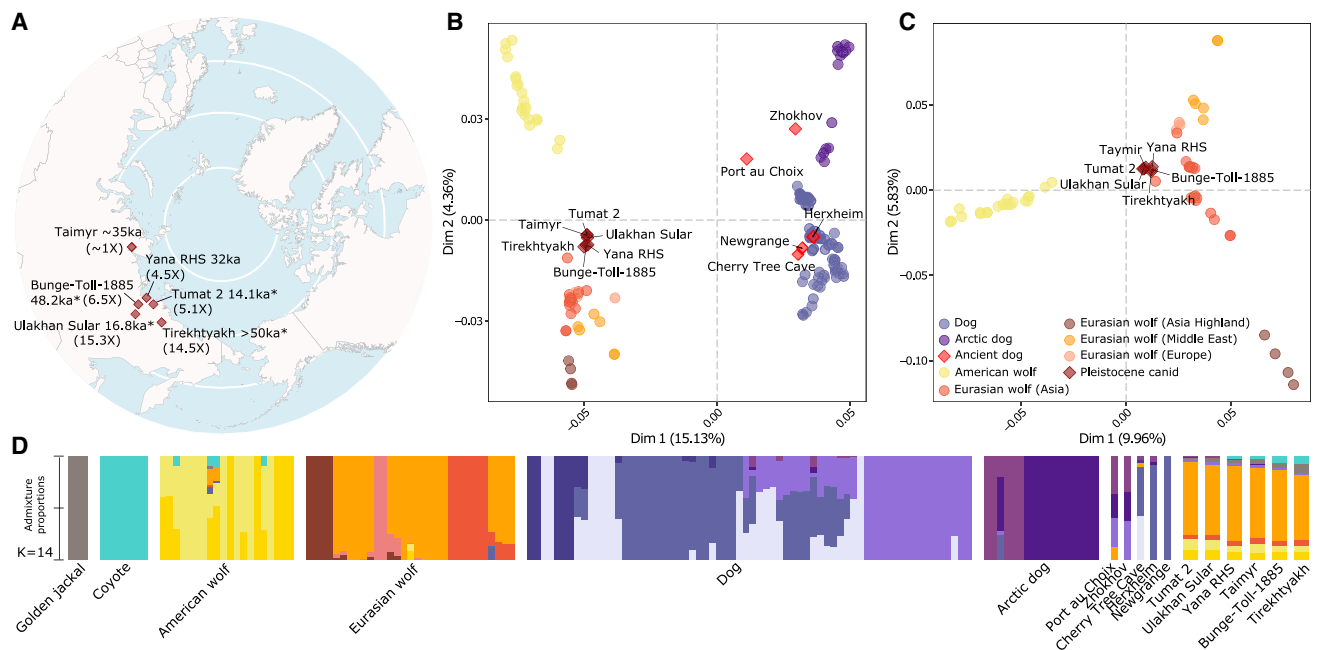 A
Taimyr ~35ka
(~1X)
Yana RHS 32ka
(4.5X)
Bunge-Toll-1885
48.2ka* (6.5X)
Tumat 2 14.1ka*
(5.1X)
Ulakhan Sular 16.8ka*
(15.3X)
Tirekhtyakh >50ka*
(14.5X)
B
Dim 2 (4.36%)
0.03
0.00
−0.03
Zhokhov
Port au Choix
Herxheim
Newgrange
Cherry Tree Cave
Tumat 2
Taimyr
Ulakhan Sular
Tirekhtyakh
Yana RHS
Bunge-Toll-1885
−0.05
0.00
0.05
Dim 1 (15.13%)
C
Dim 2 (5.83%)
0.05
0.00
−0.05
−0.10
Taymir
Yana RHS
Tumat 2
Bunge-Toll-1885
Ulakhan Sular
Tirekhtyakh
Dog
Arctic dog
Ancient dog
American wolf
Eurasian wolf (Asia)
Eurasian wolf (Asia Highland)
Eurasian wolf (Middle East)
Eurasian wolf (Europe)
Pleistocene canid
−0.05
0.00
0.05
Dim 1 (9.96%)
D
Admixture
proportions
K=14
Golden jackal
Coyote
American wolf
Eurasian wolf
Dog
Arctic dog
Port au Choix
Zhokhov
Cherry Tree Cave
Herxheim
Newgrange
Tumat 2
Ulakhan Sular
Yana RHS
Taimyr
Bunge-Toll-1885
Tirekhtyakh